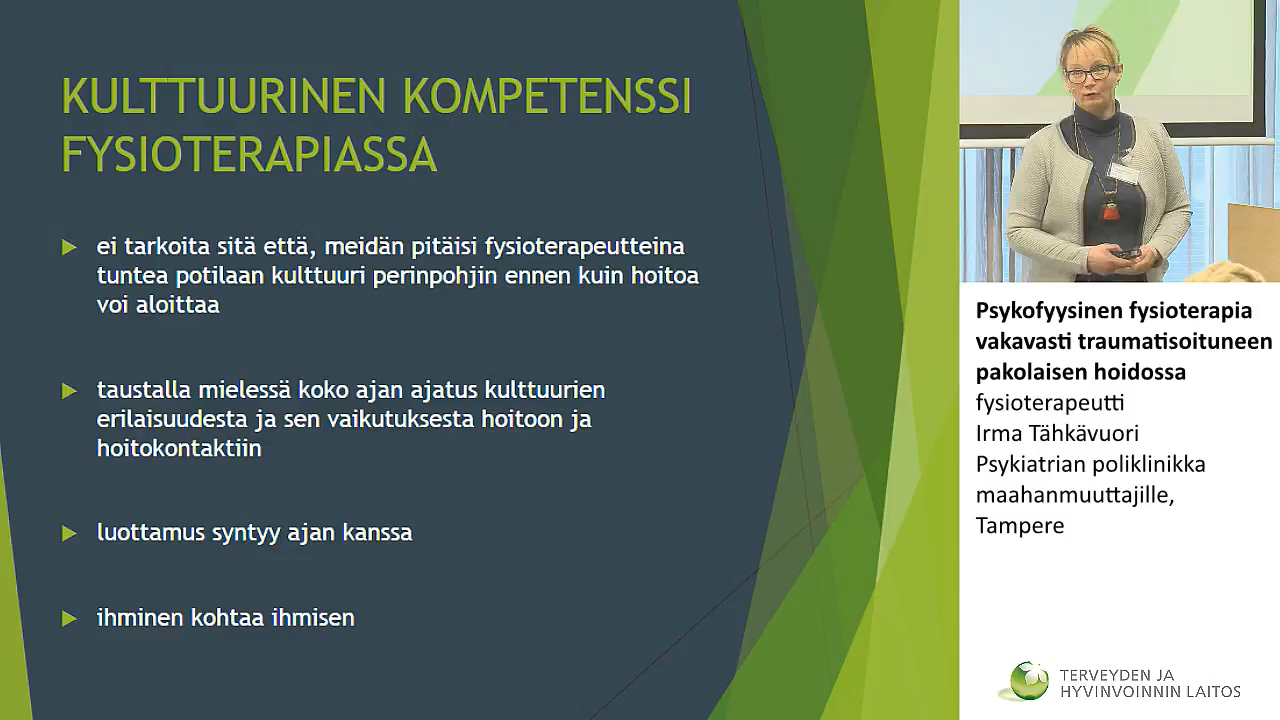 KULTTUURINEN KOMPETENSSI
FYSIOTERAPIASSA
ei tarkoita sitä että, meidän pitäisi fysioterapeutteina
tuntea potilaan kulttuuri perinpohjin ennen kuin hoitoa
voi aloittaa
taustalla mielessä koko ajan ajatus kulttuurien
erilaisuudesta ja sen vaikutuksesta hoitoon ja
hoitokontaktiin
luottamus syntyy ajan kanssa
ihminen kohtaa ihmisen
Psykofyysinen fysioterapia
vakavasti traumatisoituneen
pakolaisen hoidossa
fysioterapeutti
Irma Tähkävuori
Psykiatrian poliklinikka
maahanmuuttajille,
Tampere
TERVEYDEN JA
HYVINVOINNIN LAITOS